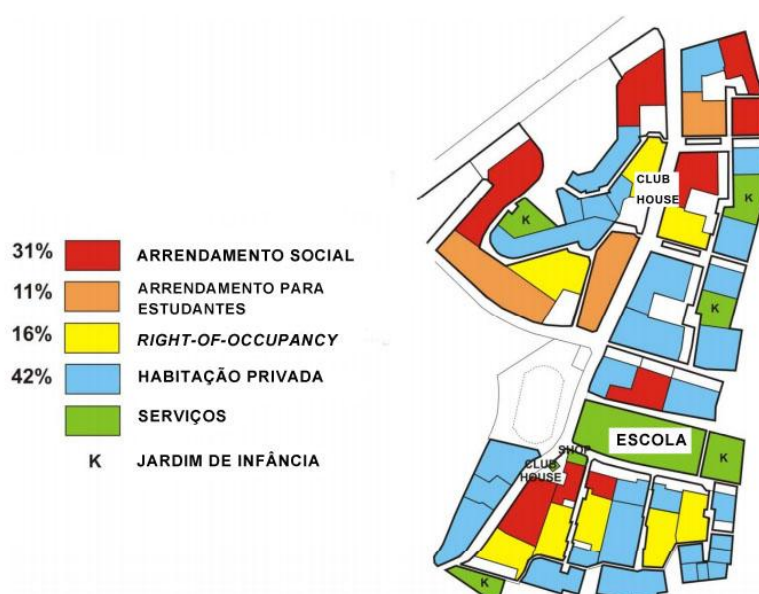 31% ARRENDAMENTO SOCIAL
11% ARRENDAMENTO PARA
ESTUDANTES
16% RIGHT-OF-OCCUPANCY
42% HABITAÇÃO PRIVADA
SERVIÇOS
K JARDIM DE INFÂNCIA
CLUB
HOUSE
K
K
K
ESCOLA
K
SHOP
CLUB
HOUSE
K